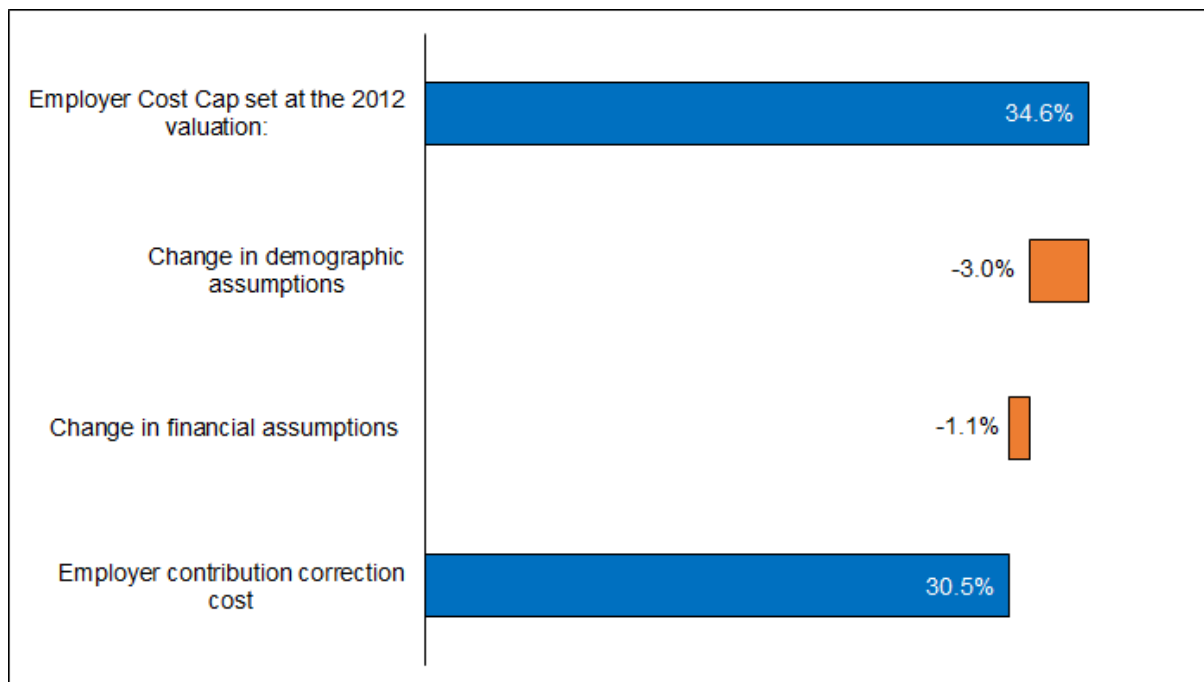 Employer Cost Cap set at the 2012
valuation:
34.6%
Change in demographic
assumptions
-3.0%
Change in financial assumptions
-1.1%
Employer contribution correction
cost
30.5%